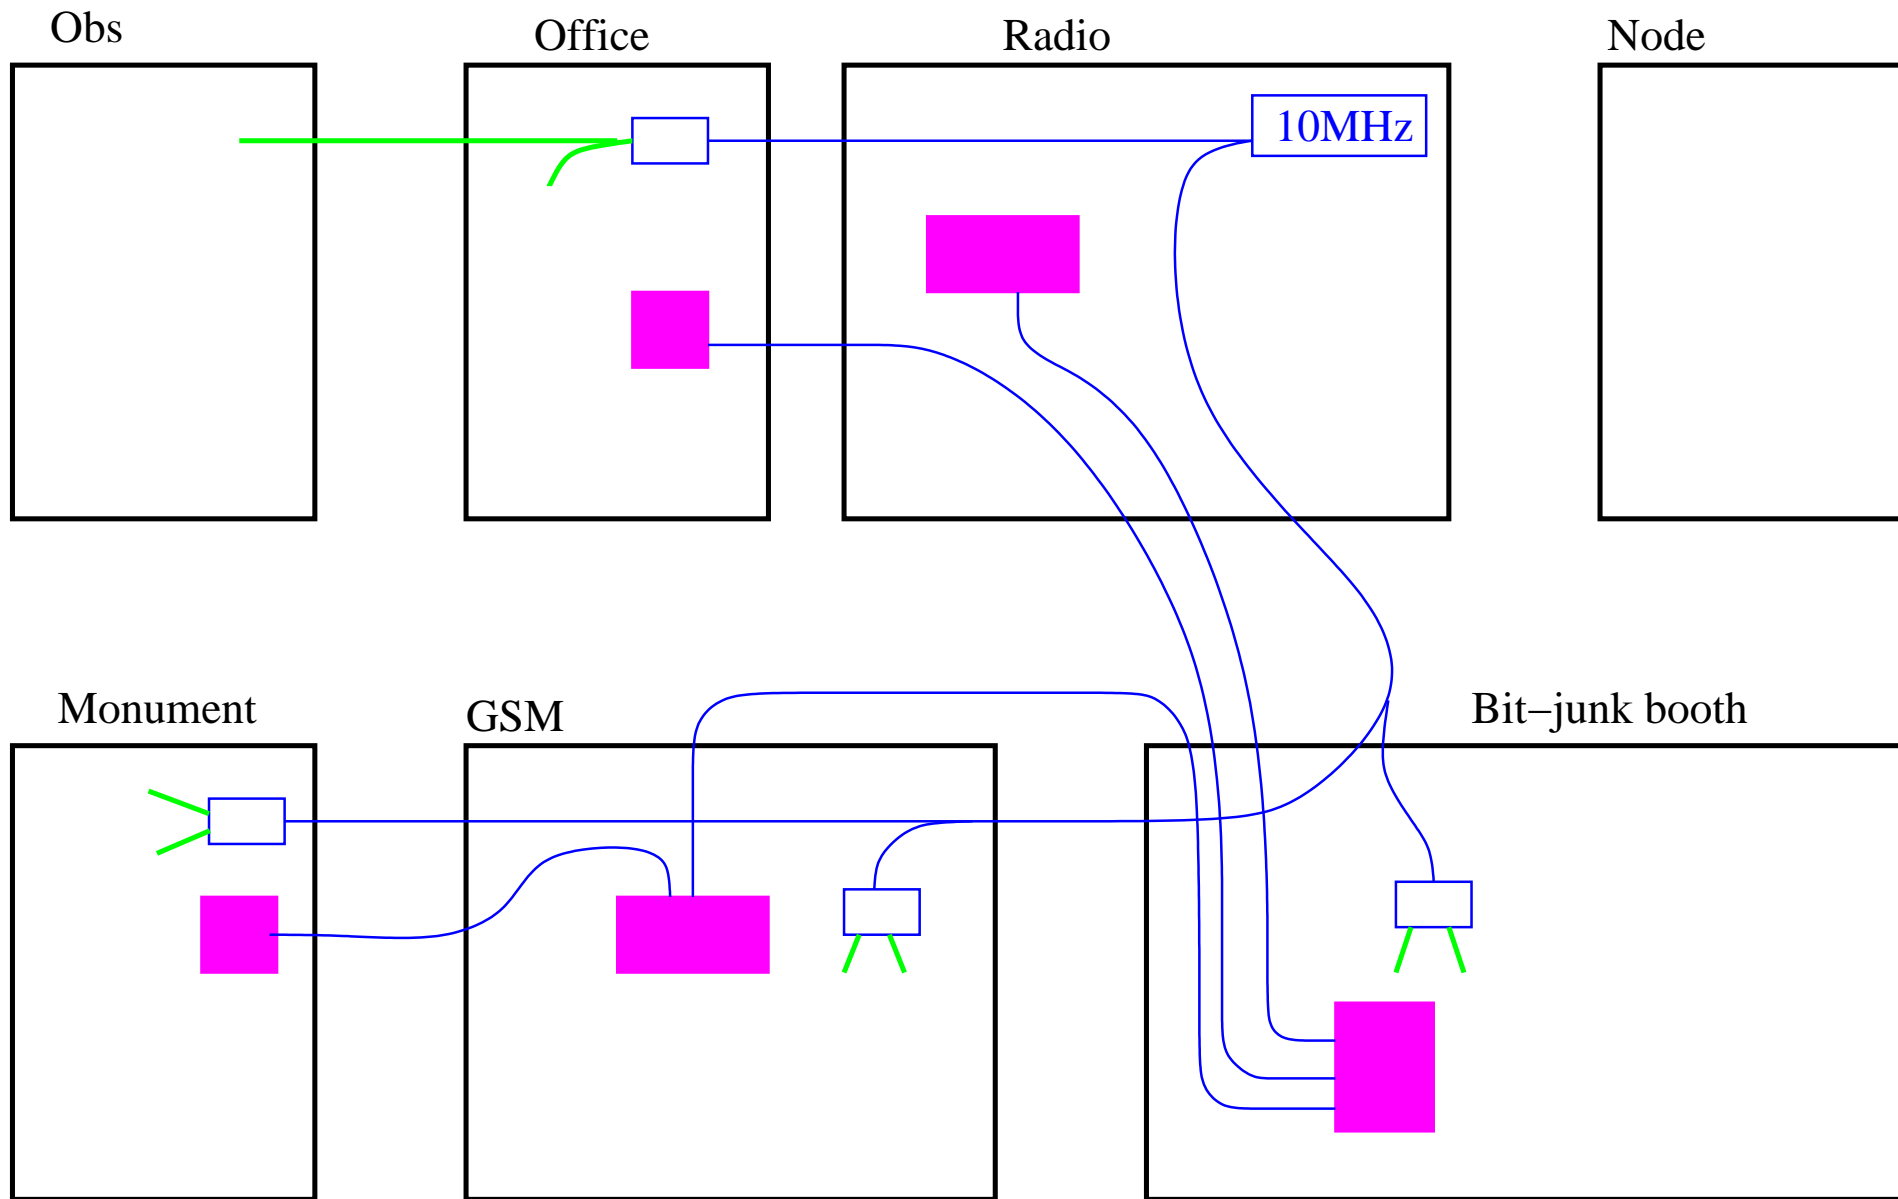 Obs
Office
Radio
Node
10MHz
Monument
GSM
Bit−junk booth